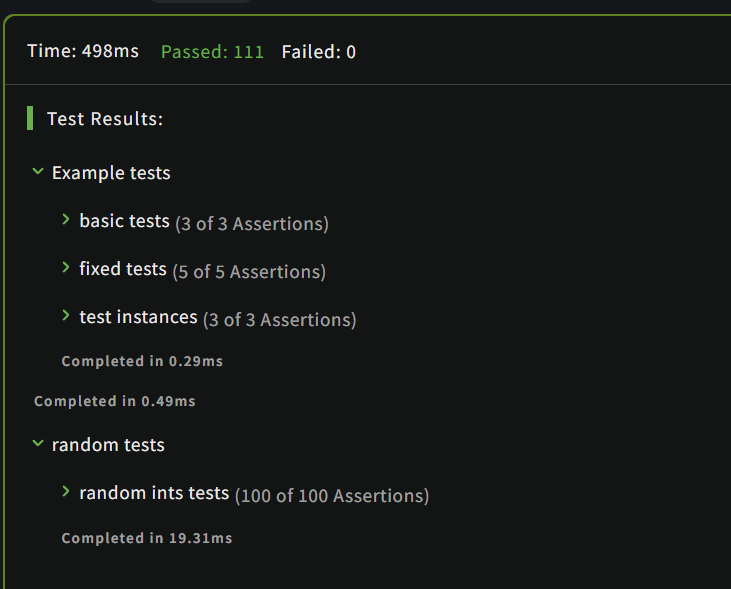 Time: 498ms Passed: 111 Failed: 0
Test Results:
Example tests
basic tests (3 of 3 Assertions)
fixed tests (5 of 5 Assertions)
test instances (3 of 3 Assertions)
Completed in 0.29ms
Completed in 0.49ms
random tests
random ints tests (100 of 100 Assertions)
Completed in 19.31ms